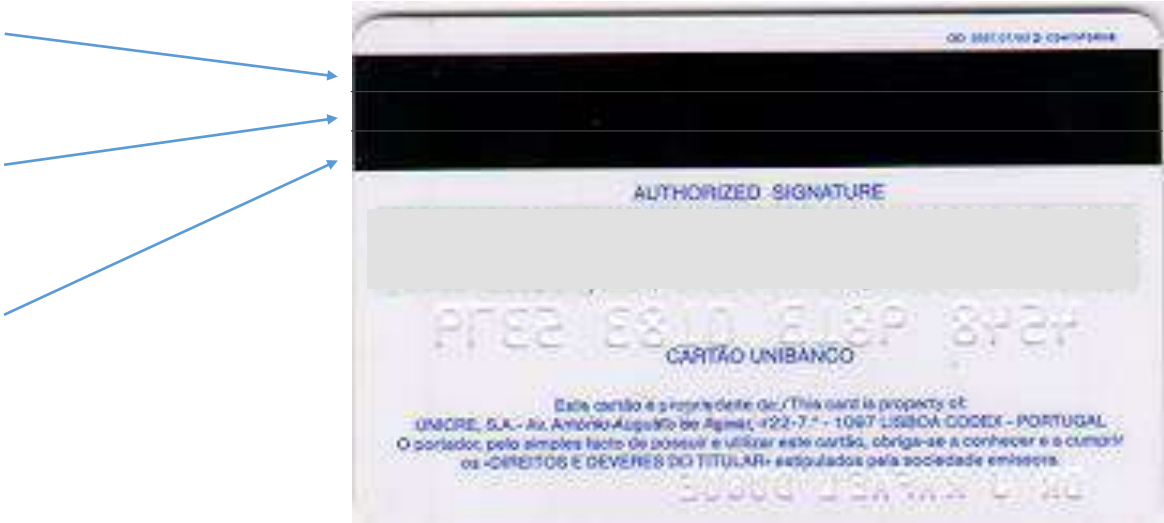 AUTHORIZED SIGNATURE
CARTÃO UNIBANCO
Este cartão é propriedade de:/This card is property of:
UNICRE, S.A. - Av. António Augusto de Aguiar, 122-7.° - 1097 LISBOA CODEX - PORTUGAL
O portador, pelo simples facto de possuir e utilizar este cartão, obriga-se a conhecer e a cumprir
os «DIREITOS E DEVERES DO TITULAR» estipulados pela sociedade emissora